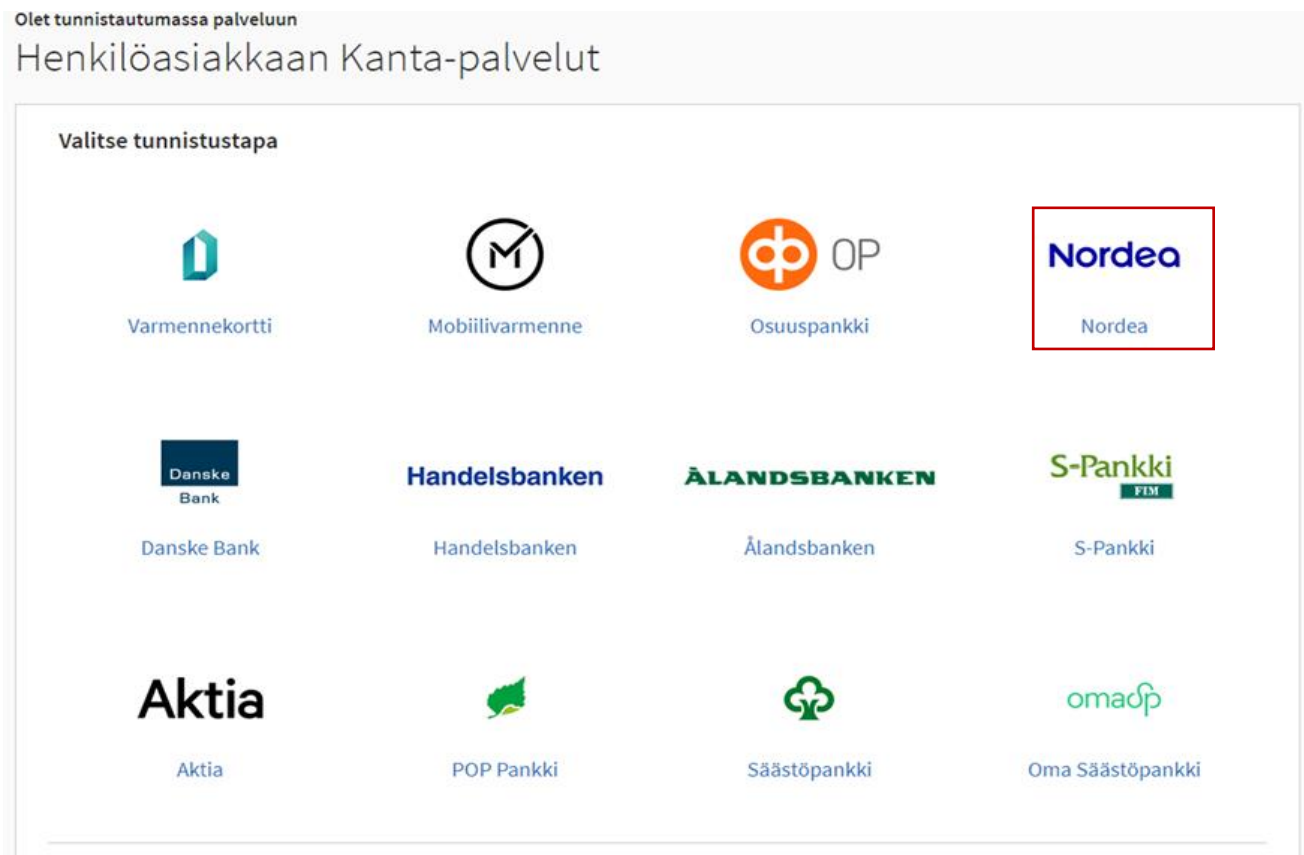 Olet tunnistautumassa palveluun
Henkilöasiakkaan Kanta-palvelut
Valitse tunnistustapa
OP
Nordea
Varmennekortti
Mobiilivarmenne
Osuuspankki
Nordea
Danske
Bank
Handelsbanken
ÅLANDSBANKEN
S-Pankki
FIM
Danske Bank
Handelsbanken
Ålandsbanken
S-Pankki
Aktia
omasp
Aktia
POP Pankki
Säästöpankki
Oma Säästöpankki